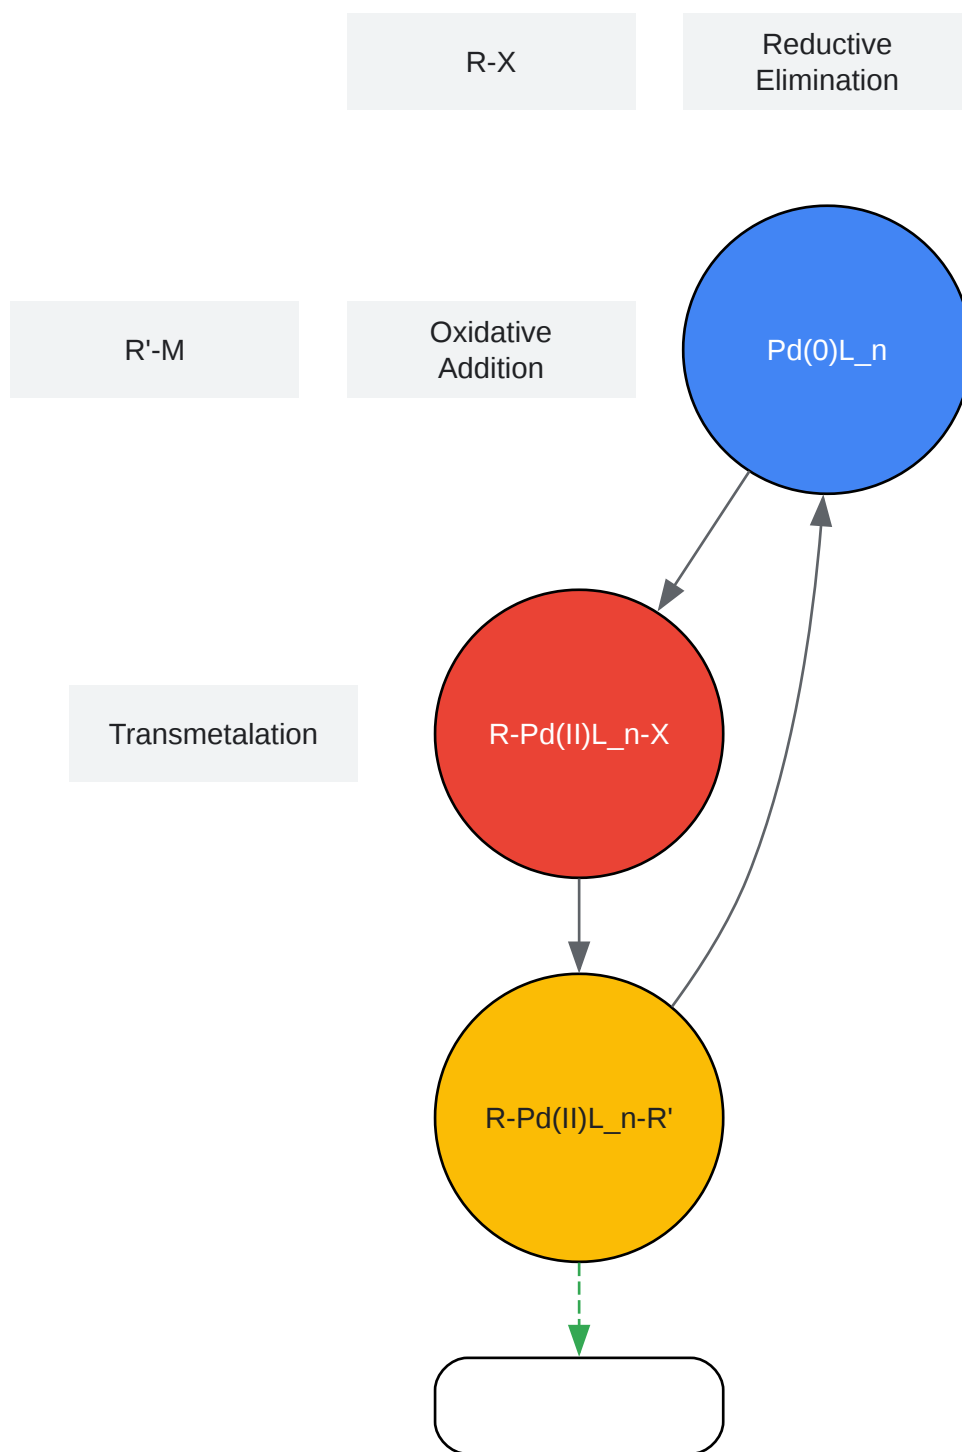 R-X
Reductive
Elimination
R'-M
Oxidative
Addition
Pd(0)L_n
Transmetalation
R-Pd(II)L_n-X
R-Pd(II)L_n-R'